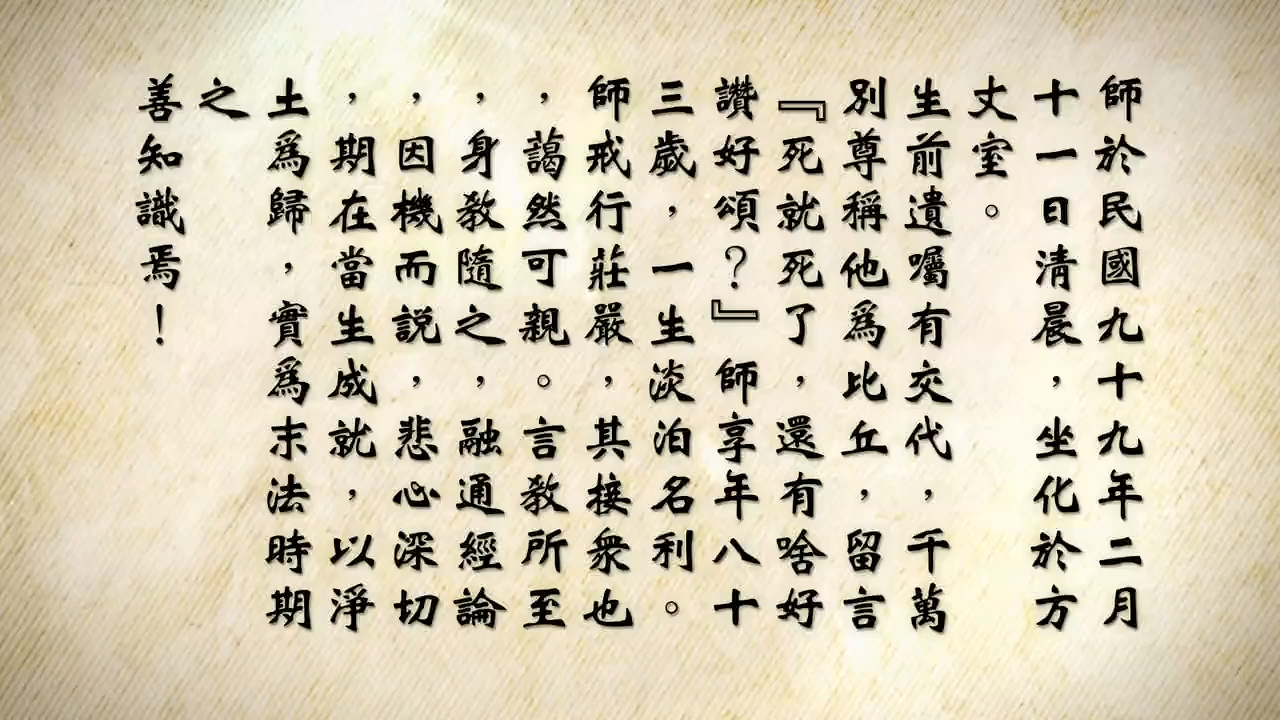 師於民國九十九年二月
十一日清晨，坐化於方
丈室。
生前遺囑有交代，千萬
別尊稱他爲比丘，留言
『死就死了，還有啥好
讚好頌？』師享年八十
三歲，一生淡泊名利。
師戒行莊嚴，其接衆也
，藹然可親。言教所至
，身教隨之，融通經論
，因機而説，悲心深切
，期在當生成就，以淨
土爲歸，實爲末法時期
之
善知識焉！